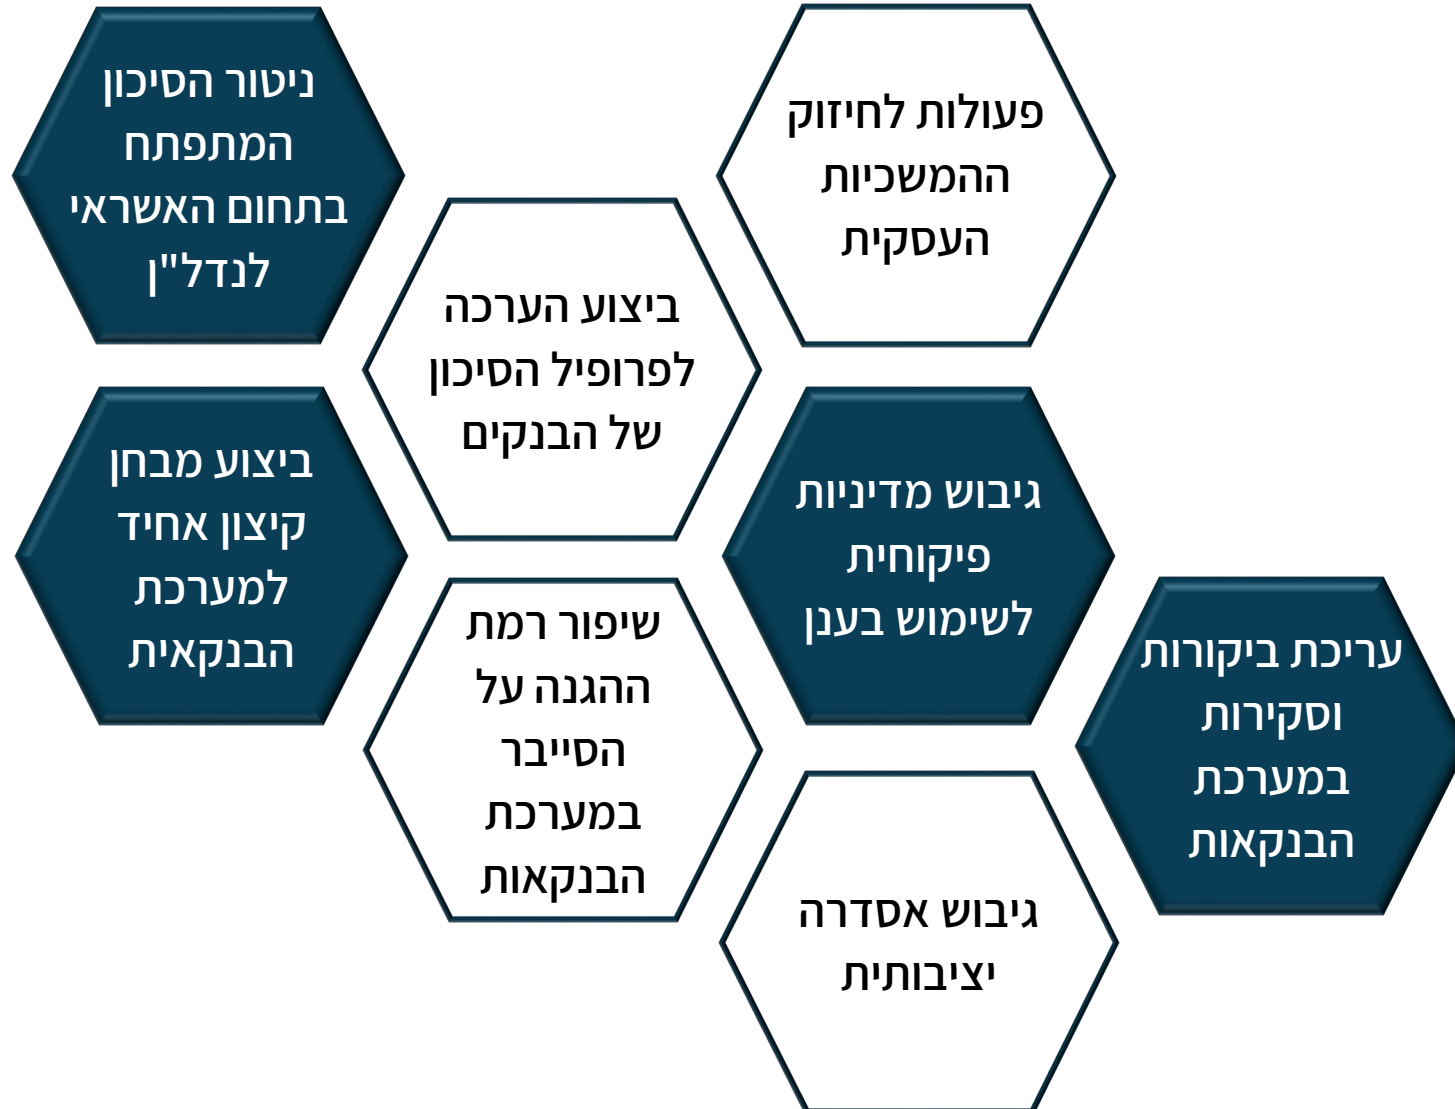 פעולות לחיזוק
ההמשכיות
העסקית
ניטור הסיכון
המתפתח
בתחום האשראי
לנדל"ן
ביצוע הערכה
לפרופיל הסיכון
של הבנקים
גיבוש מדיניות
פיקוחית
לשימוש בענן
ביצוע מבחן
קיצון אחיד
למערכת
הבנקאית
עריכת ביקורות
וסקירות
במערכת
הבנקאות
שיפור רמת
ההגנה על
הסייבר
במערכת
הבנקאות
גיבוש אסדרה
יציבותית